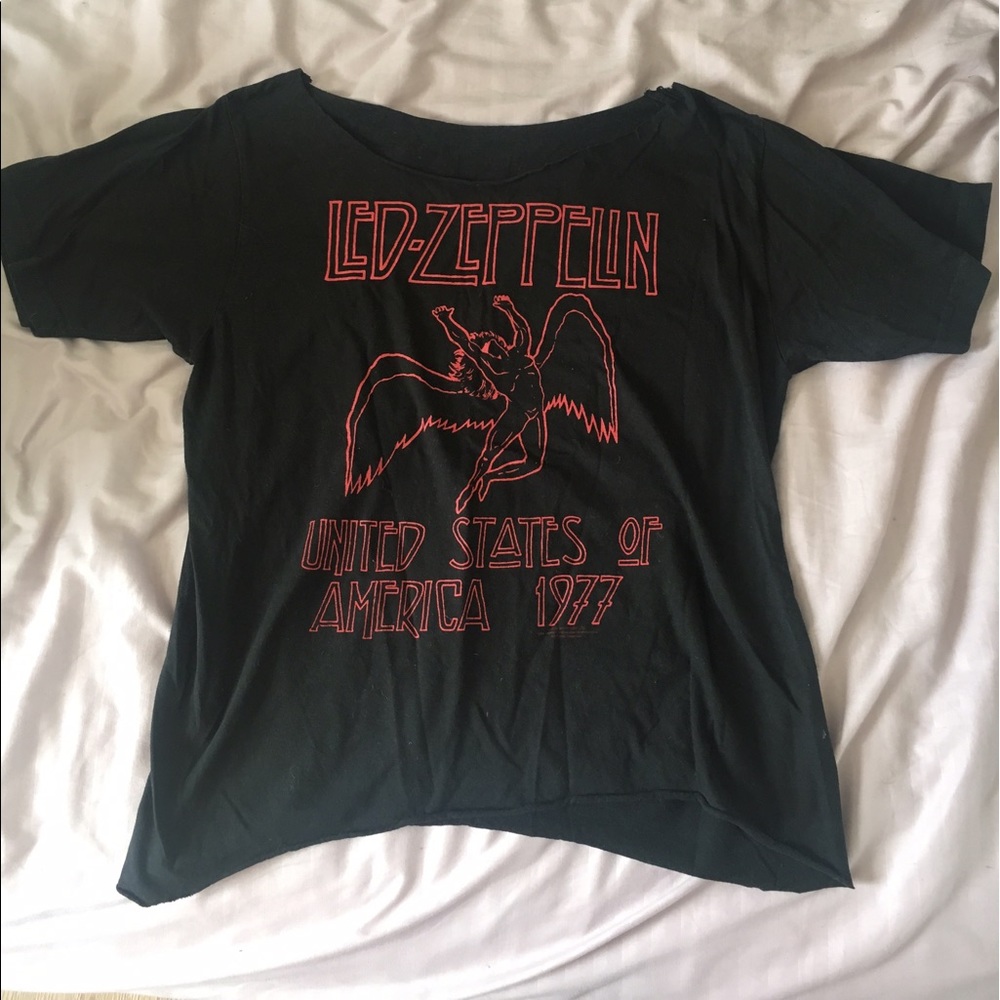 LED-ZEPPELIN
UNITED STATES OF
AMERICA 1977